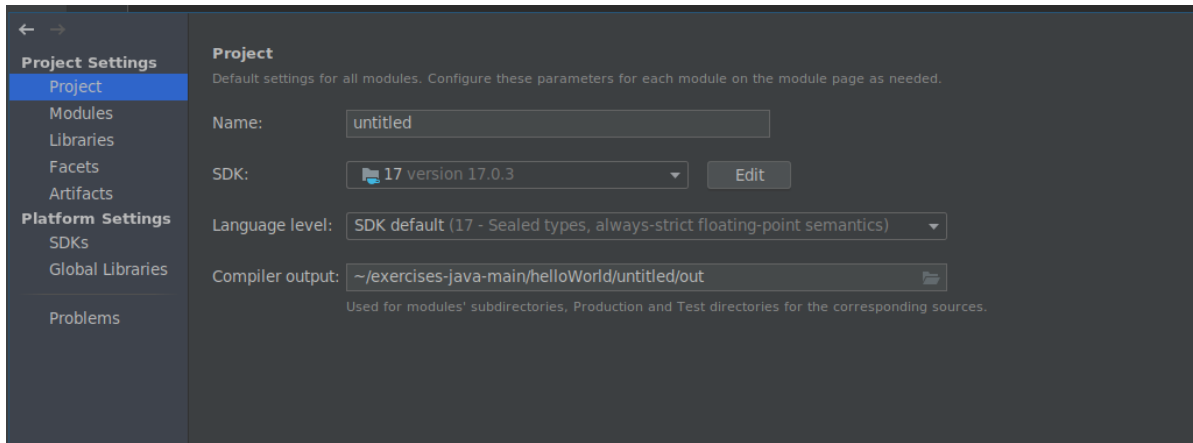 Project Settings
Project
Modules
Libraries
Facets
Artifacts
Platform Settings
SDKs
Global Libraries
Problems
Project
Default settings for all modules. Configure these parameters for each module on the module page as needed.
Name: untitled
SDK: 17 version 17.0.3 Edit
Language level: SDK default (17 - Sealed types, always-strict floating-point semantics)
Compiler output: ~/exercises-java-main/helloWorld/untitled/out
Used for modules' subdirectories, Production and Test directories for the corresponding sources.